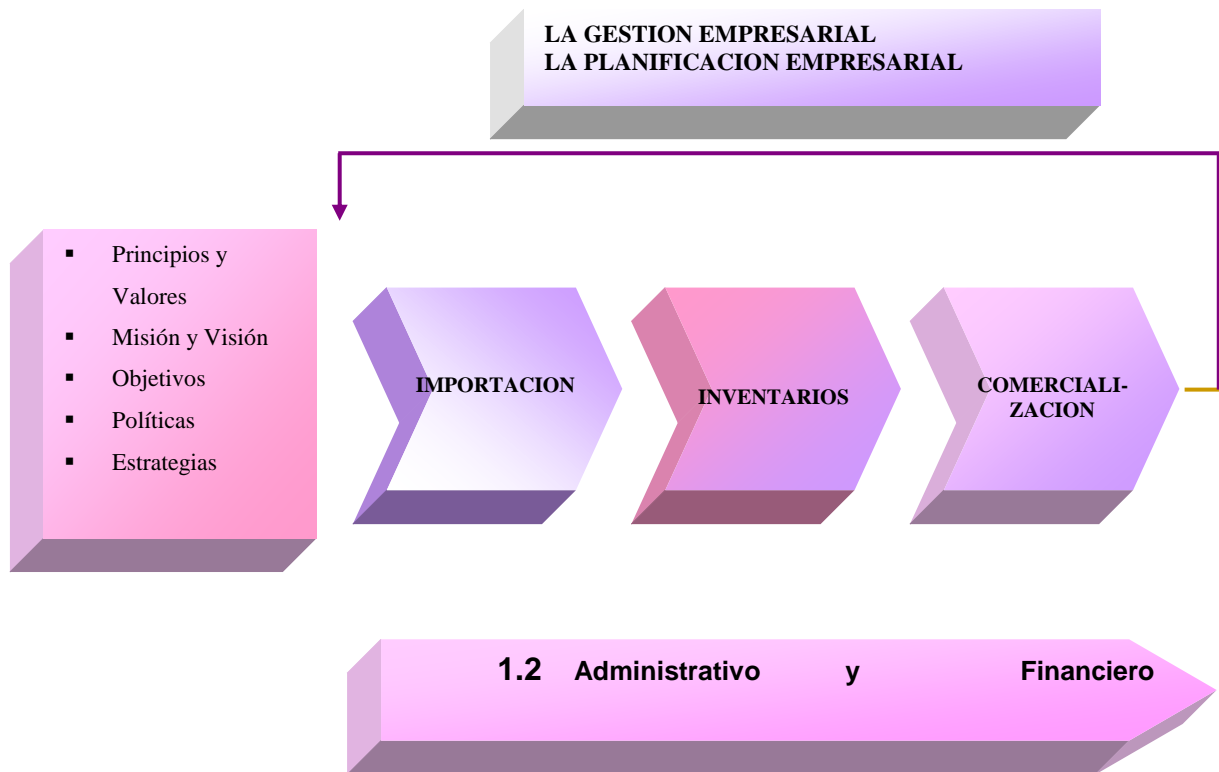 LA GESTION EMPRESARIAL
LA PLANIFICACION EMPRESARIAL
▪ Principios y
Valores
▪ Misión y Visión
▪ Objetivos
▪ Políticas
▪ Estrategias
IMPORTACION
INVENTARIOS
COMERCIALI-
ZACION
1.2 Administrativo y Financiero